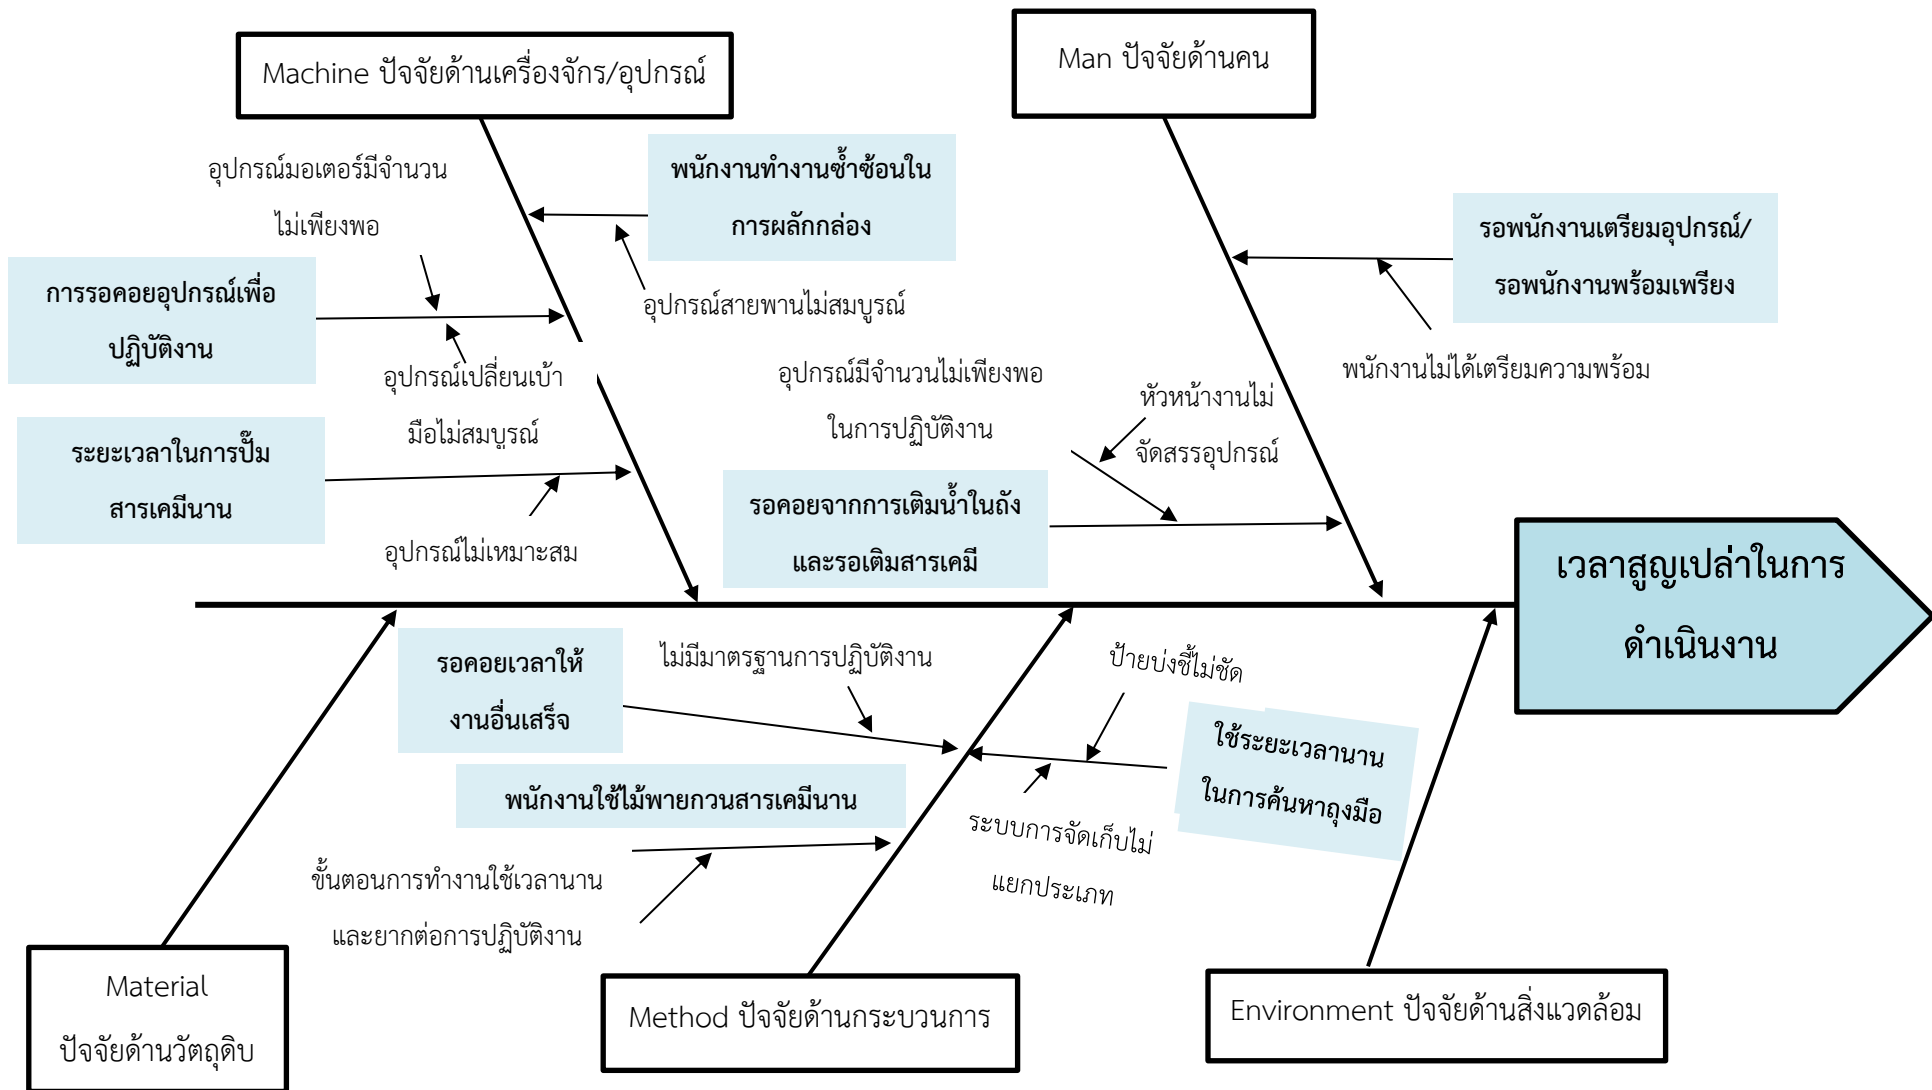 Machine ปัจจัยด้านเครื่องจักร/อุปกรณ์
Man ปัจจัยด้านคน
อุปกรณ์มอเตอร์มีจำนวน
ไม่เพียงพอ
พนักงานทำงานซ้ำซ้อนใน
การผลักกล่อง
รอพนักงานเตรียมอุปกรณ์/
รอพนักงานพร้อมเพรียง
การรอคอยอุปกรณ์เพื่อ
ปฏิบัติงาน
อุปกรณ์สายพานไม่สมบูรณ์
อุปกรณ์เปลี่ยนเบ้า
มือไม่สมบูรณ์
อุปกรณ์มีจำนวนไม่เพียงพอ
ในการปฏิบัติงาน
หัวหน้างานไม่
จัดสรรอุปกรณ์
พนักงานไม่ได้เตรียมความพร้อม
ระยะเวลาในการปั๊ม
สารเคมีนาน
อุปกรณ์ไม่เหมาะสม
รอคอยจากการเติมน้ำในถัง
และรอเติมสารเคมี
เวลาสูญเปล่าในการ
ดำเนินงาน
รอคอยเวลาให้
งานอื่นเสร็จ
ไม่มีมาตรฐานการปฏิบัติงาน
ป้ายบ่งชี้ไม่ชัด
ใช้ระยะเวลานาน
ในการค้นหาถุงมือ
พนักงานใช้ไม้พายกวนสารเคมีนาน
ระบบการจัดเก็บไม่
แยกประเภท
ขั้นตอนการทำงานใช้เวลานาน
และยากต่อการปฏิบัติงาน
Material
ปัจจัยด้านวัตถุดิบ
Method ปัจจัยด้านกระบวนการ
Environment ปัจจัยด้านสิ่งแวดล้อม